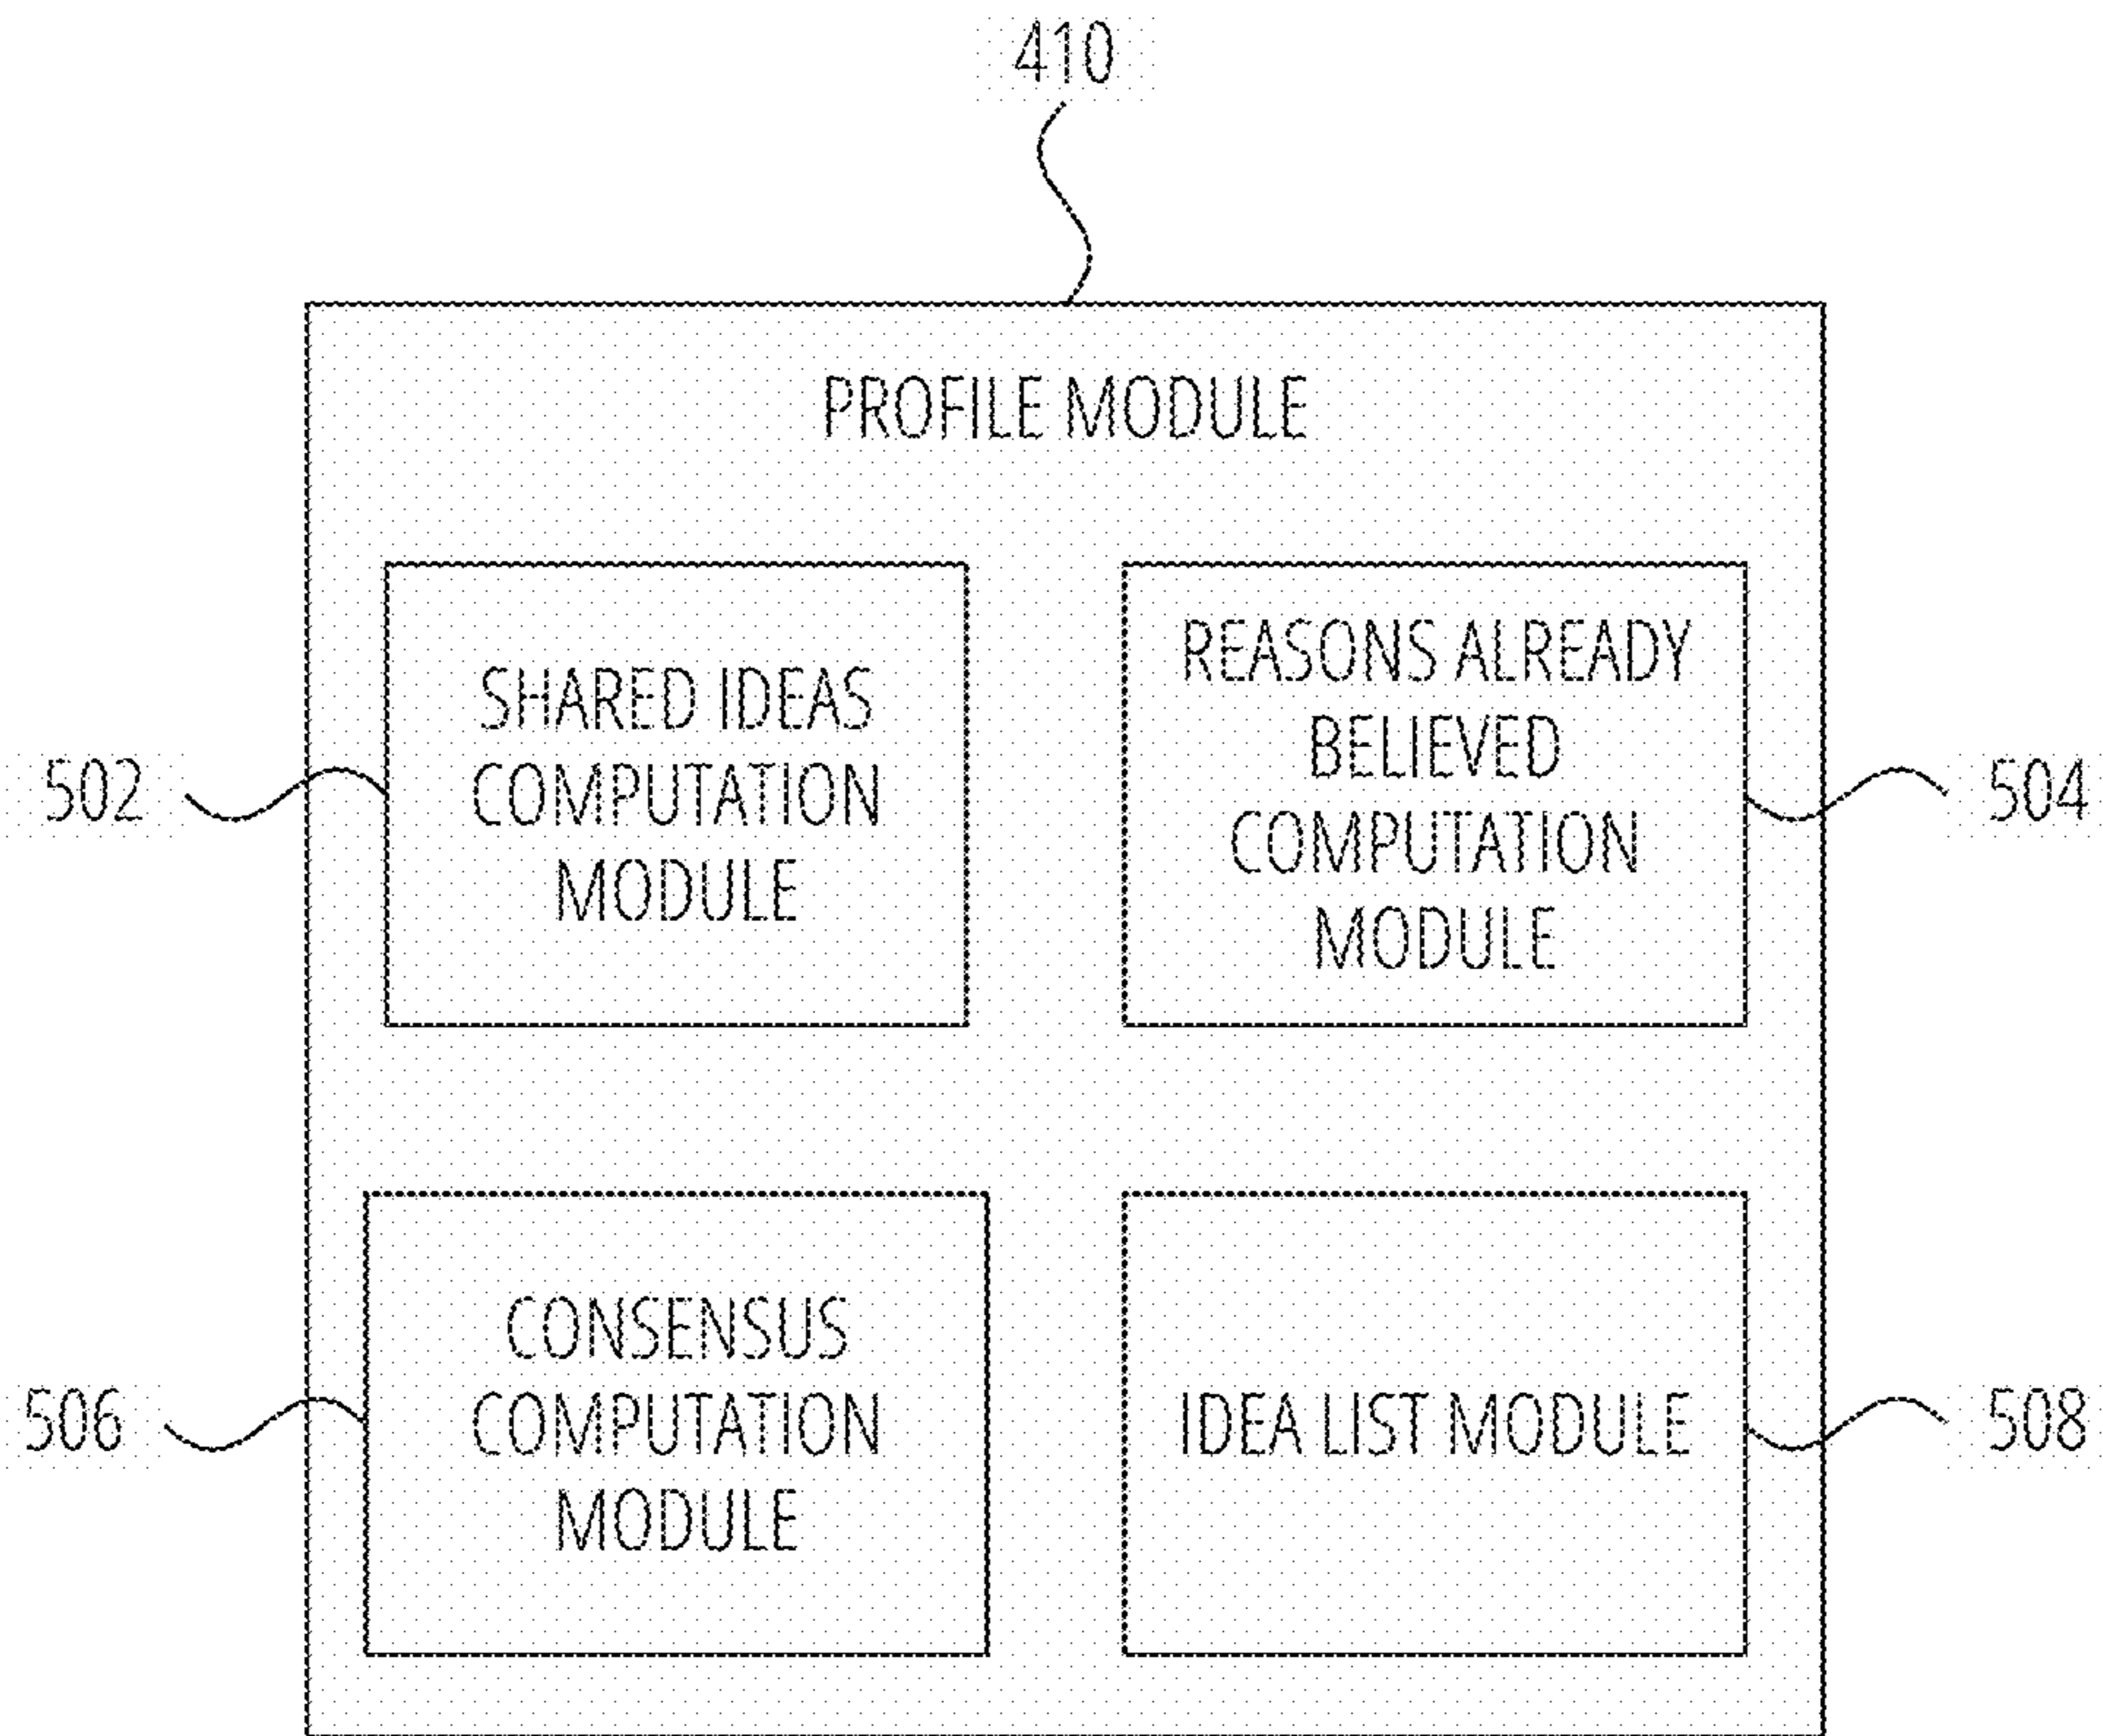 410
PROFILE MODULE
SHARED IDEAS
COMPUTATION
MODULE
502
REASONS ALREADY
BELIEVED
COMPUTATION
MODULE
504
CONSENSUS
COMPUTATION
MODULE
506
IDEA LIST MODULE
508